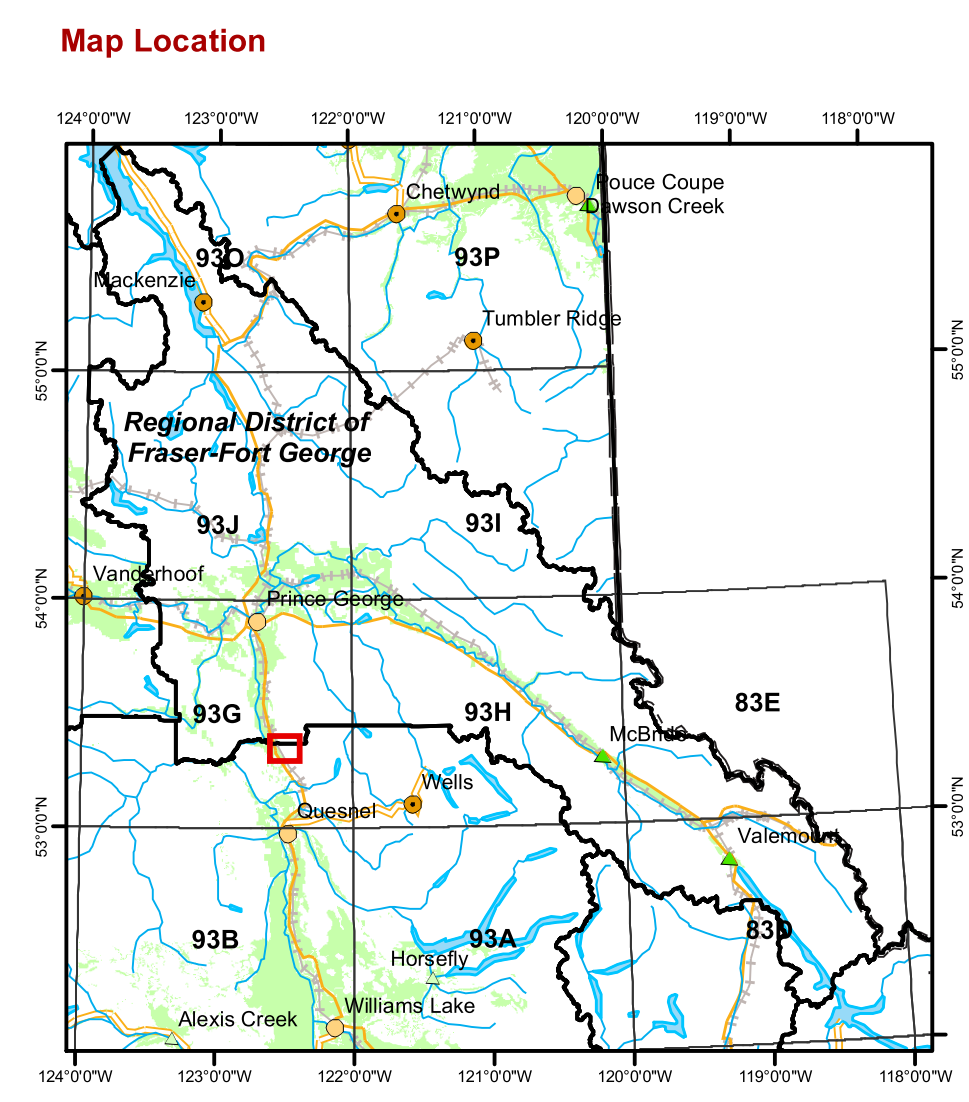 Map Location
124°0'0"W 123°0'0"W 122°0'0"W 121°0'0"W 120°0'0"W 119°0'0"W 118°0'0"W
Chetwynd
Pouce Coupe
Dawson Creek
93O
93P
Mackenzie
Tumbler Ridge
55°0'0"N
55°0'0"N
Regional District of
Fraser-Fort George
93J
93I
Vanderhoof
Prince George
54°0'0"N
54°0'0"N
93G
93H
83E
McBride
Wells
Quesnel
53°0'0"N
53°0'0"N
Valemount
93B
93A
83D
Horsefly
Williams Lake
Alexis Creek
124°0'0"W 123°0'0"W 122°0'0"W 121°0'0"W 120°0'0"W 119°0'0"W 118°0'0"W